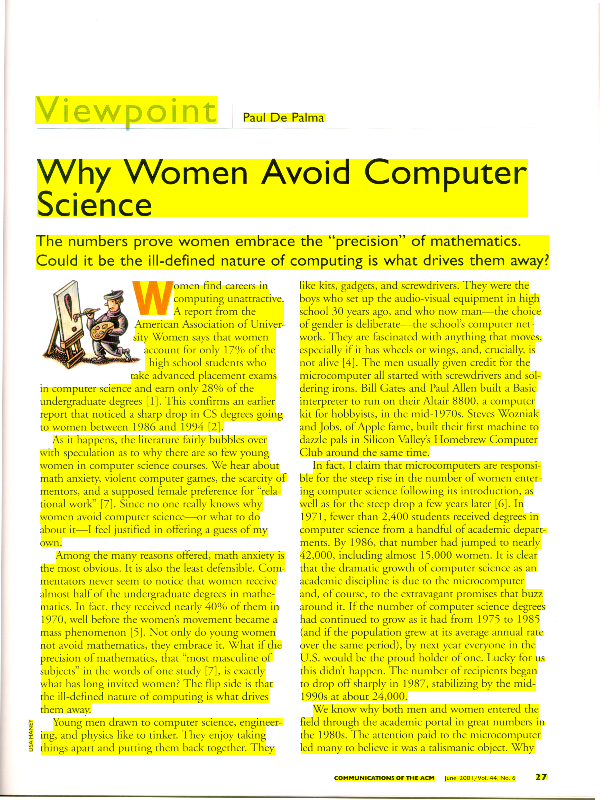 Viewpoint
Paul De Palma
Why Women Avoid Computer
Science
The numbers prove women embrace the “precision” of mathematics.
Could it be the ill-defined nature of computing is what drives them away?
Women find careers in
computing unattractive.
A report from the
American Association of Univer-
sity Women says that women
account for only 17% of the
high school students who
take advanced placement exams
in computer science and earn only 28% of the
undergraduate degrees [1]. This confirms an earlier
report that noticed a sharp drop in CS degrees going
to women between 1986 and 1994 [2].
As it happens, the literature fairly bubbles over
with speculation as to why there are so few young
women in computer science courses. We hear about
math anxiety, violent computer games, the scarcity of
mentors, and a supposed female preference for “rela-
tional work” [7]. Since no one really knows why
women avoid computer science—or what to do
about it—I feel justified in offering a guess of my
own.
Among the many reasons offered, math anxiety is
the most obvious. It is also the least defensible. Com-
mentators never seem to notice that women receive
almost half of the undergraduate degrees in mathe-
matics. In fact, they received nearly 40% of them in
1970, well before the women’s movement became a
mass phenomenon [5]. Not only do young women
not avoid mathematics, they embrace it. What if the
precision of mathematics, that “most masculine of
subjects” in the words of one study [7], is exactly
what has long invited women? The flip side is that
the ill-defined nature of computing is what drives
them away.
Young men drawn to computer science, engineer-
ing, and physics like to tinker. They enjoy taking
things apart and putting them back together. They
LISA HANEY
like kits, gadgets, and screwdrivers. They were the
boys who set up the audio-visual equipment in high
school 30 years ago, and who now man—the choice
of gender is deliberate—the school’s computer net-
work. They are fascinated with anything that moves,
especially if it has wheels or wings, and, crucially, is
not alive [4]. The men usually given credit for the
microcomputer all started with screwdrivers and sol-
dering irons. Bill Gates and Paul Allen built a Basic
interpreter to run on their Altair 8800, a computer
kit for hobbyists, in the mid-1970s. Steves Wozniak
and Jobs, of Apple fame, built their first machine to
dazzle pals in Silicon Valley’s Homebrew Computer
Club around the same time.
In fact, I claim that microcomputers are responsi-
ble for the steep rise in the number of women enter-
ing computer science following its introduction, as
well as for the steep drop a few years later [6]. In
1971, fewer than 2,400 students received degrees in
computer science from a handful of academic depart-
ments. By 1986, that number had jumped to nearly
42,000, including almost 15,000 women. It is clear
that the dramatic growth of computer science as an
academic discipline is due to the microcomputer
and, of course, to the extravagant promises that buzz
around it. If the number of computer science degrees
had continued to grow as it had from 1975 to 1985
(and if the population grew at its average annual rate
over the same period), by next year everyone in the
U.S. would be the proud holder of one. Lucky for us
this didn’t happen. The number of recipients began
to drop off sharply in 1987, stabilizing by the mid-
1990s at about 24,000.
We know why both men and women entered the
field through the academic portal in great numbers in
the 1980s. The attention paid to the microcomputer
led many to believe it was a talismanic object. Why
COMMUNICATIONS OF THE ACM June 2001/Vol. 44, No. 6 27